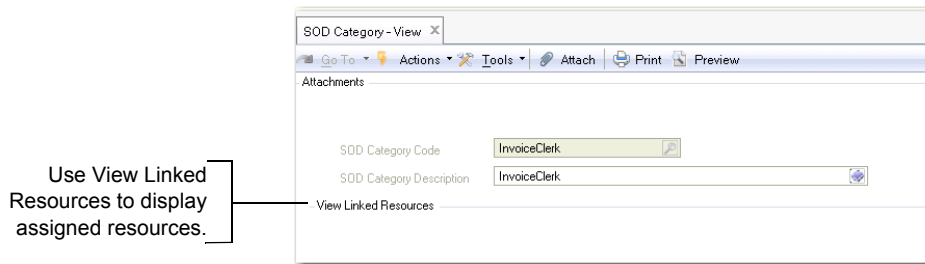 SOD Category - View X
Go To Actions Tools Attach Print Preview
Attachments
SOD Category Code InvoiceClerk
SOD Category Description InvoiceClerk
View Linked Resources
Use View Linked
Resources to display
assigned resources.